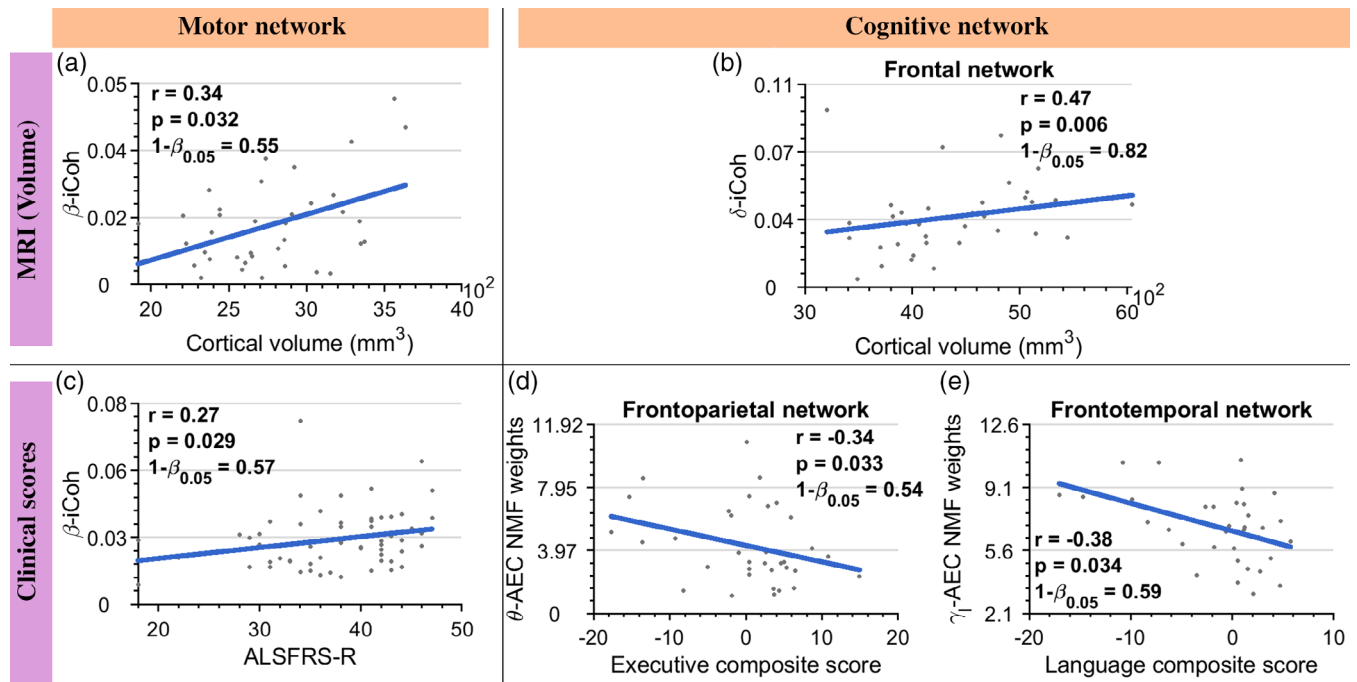 Motor network
Cognitive network
MRI (Volume)
(a)
0.05
0.04
0.02
0
β-iCoh
r = 0.34
p = 0.032
1-β0.05 = 0.55
20 25 30 35 40
10²
Cortical volume (mm³)
(b)
Frontal network
0.11
0.07
0.04
0
δ-iCoh
r = 0.47
p = 0.006
1-β0.05 = 0.82
30 40 50 60
10²
Cortical volume (mm³)
Clinical scores
(c)
0.08
0.06
0.03
0
β-iCoh
r = 0.27
p = 0.029
1-β0.05 = 0.57
20 30 40 50
ALSFRS-R
(d)
Frontoparietal network
11.92
7.95
3.97
0
θ-AEC NMF weights
r = -0.34
p = 0.033
1-β0.05 = 0.54
-20 -10 0 10 20
Executive composite score
(e)
Frontotemporal network
12.6
9.1
5.6
2.1
γl-AEC NMF weights
r = -0.38
p = 0.034
1-β0.05 = 0.59
-20 -10 0 10
Language composite score